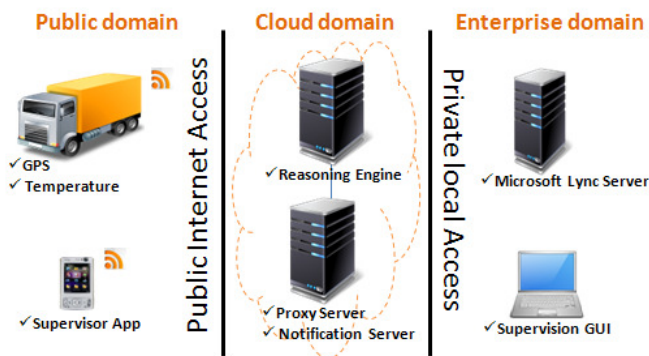 Public domain
Cloud domain
Enterprise domain
✓GPS
✓ Temperature
✓Supervisor App
Public Internet Access
✓Reasoning Engine
✓Proxy Server
✓ Notification Server
Private local Access
✓Microsoft Lync Server
✓Supervision GUI